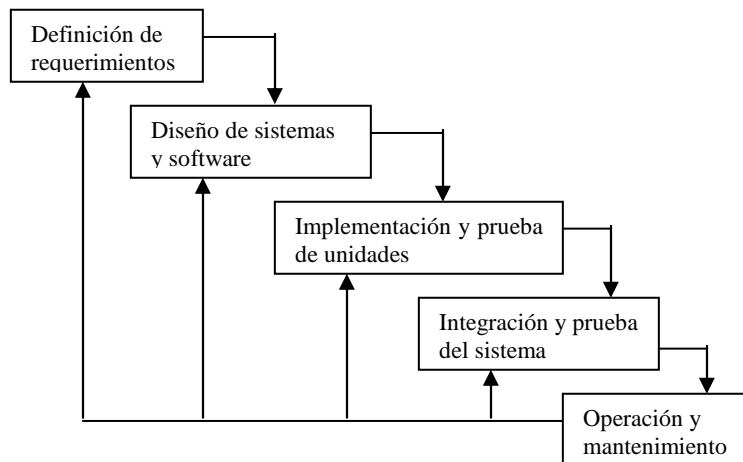 Definición de
requerimientos
Diseño de sistemas
y software
Implementación y prueba
de unidades
Integración y prueba
del sistema
Operación y
mantenimiento